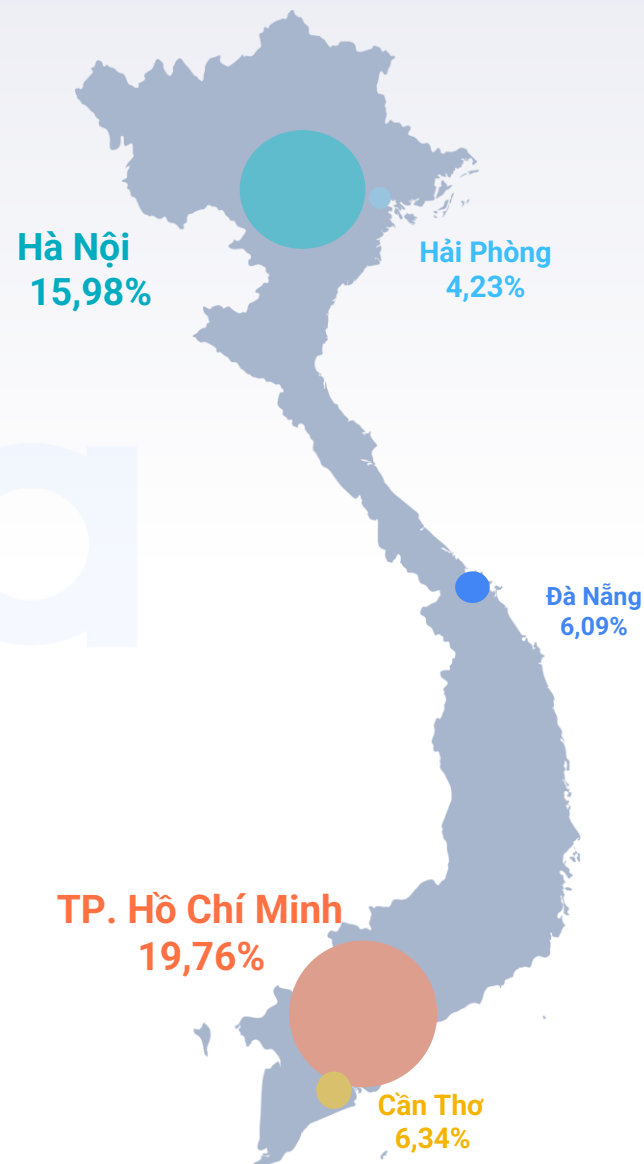 Hà Nội
15,98%
Hải Phòng
4,23%
Đà Nẵng
6,09%
TP. Hồ Chí Minh
19,76%
Cần Thơ
6,34%